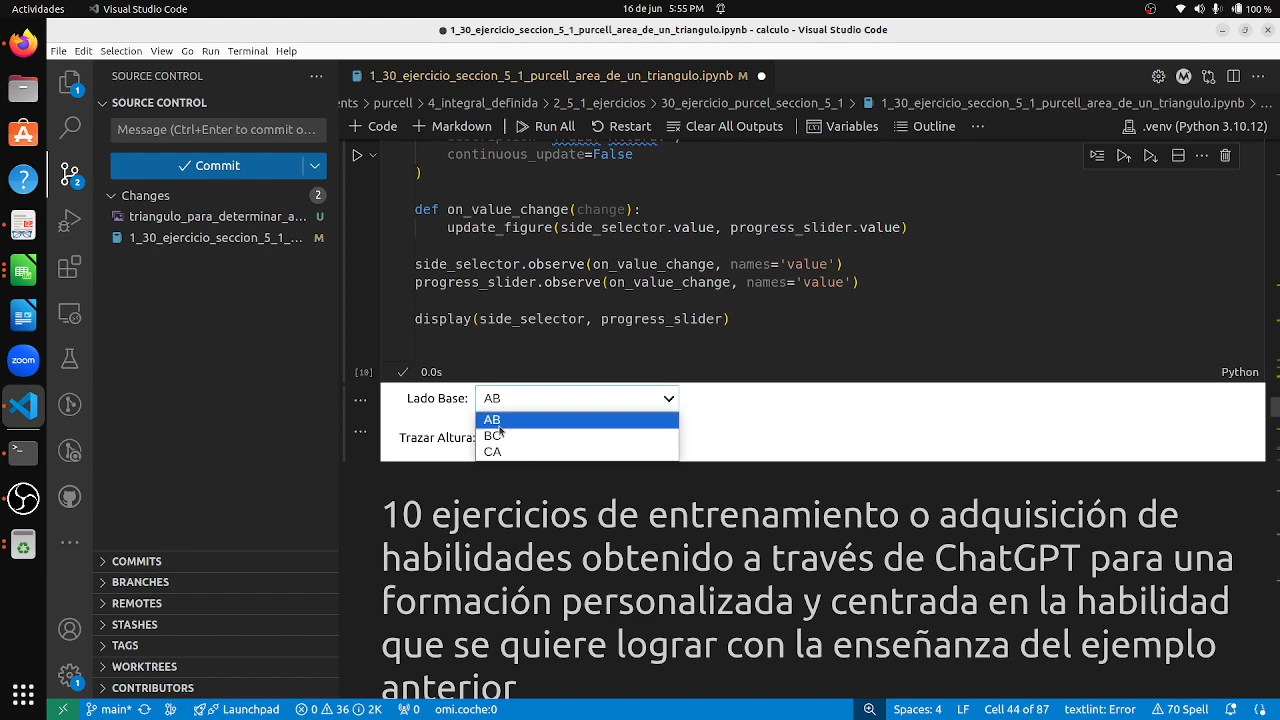 Actividades
Visual Studio Code
16 de jun 5:55 PM
100 %
1_30_ejercicio_seccion_5_1_purcell_area_de_un_triangulo.ipynb - calculo - Visual Studio Code
File Edit Selection View Go Run Terminal Help
SOURCE CONTROL
1_30_ejercicio_seccion_5_1_purcell_area_de_un_triangulo.ipynb M
SOURCE CONTROL
ents > purcell > 4_integral_definida > 2_5_1_ejercicios > 30_ejercicio_purcel_seccion_5_1 > 1_30_ejercicio_seccion_5_1_purcell_area_de_un_triangulo.ipynb > ...
Message (Ctrl+Enter to commit o...
+ Code + Markdown Run All Restart Clear All Outputs Variables Outline ... .venv (Python 3.10.12)
Commit
continuous_update=False
)
Changes 2
triangulo_para_determinar_a... U
1_30_ejercicio_seccion_5_1_... M
def on_value_change(change):
update_figure(side_selector.value, progress_slider.value)
side_selector.observe(on_value_change, names='value')
progress_slider.observe(on_value_change, names='value')
display(side_selector, progress_slider)
[10] 0.0s Python
Lado Base: AB
AB
BC
CA
Trazar Altura:
10 ejercicios de entrenamiento o adquisición de
habilidades obtenido a través de ChatGPT para una
formación personalizada y centrada en la habilidad
que se quiere lograr con la enseñanza del ejemplo
anterior
COMMITS
BRANCHES
REMOTES
STASHES
TAGS
WORKTREES
CONTRIBUTORS
zoom
main* Launchpad 0 36 2K 0 omi.coche:0 Spaces: 4 LF Cell 44 of 87 textlint: Error 70 Spell